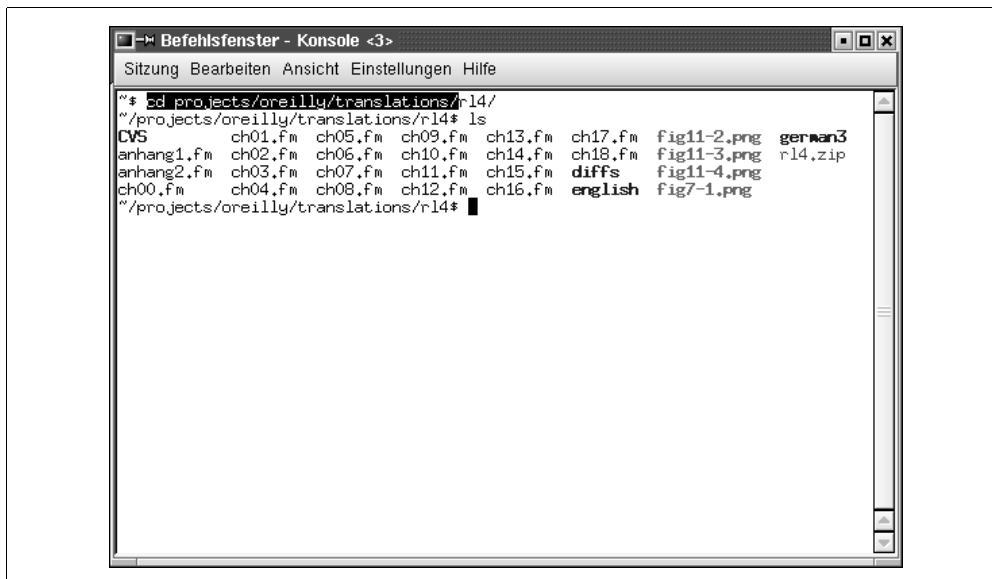 Befehlsfenster - Konsole <3>
Sitzung Bearbeiten Ansicht Einstellungen Hilfe
~$ cd projects/oreilly/translations/rl4/
~/projects/oreilly/translations/rl4$ ls
CVS ch01.fm ch05.fm ch09.fm ch13.fm ch17.fm fig11-2.png german3
anhang1.fm ch02.fm ch06.fm ch10.fm ch14.fm ch18.fm fig11-3.png rl4.zip
anhang2.fm ch03.fm ch07.fm ch11.fm ch15.fm diffs fig11-4.png
ch00.fm ch04.fm ch08.fm ch12.fm ch16.fm english fig7-1.png
~/projects/oreilly/translations/rl4$